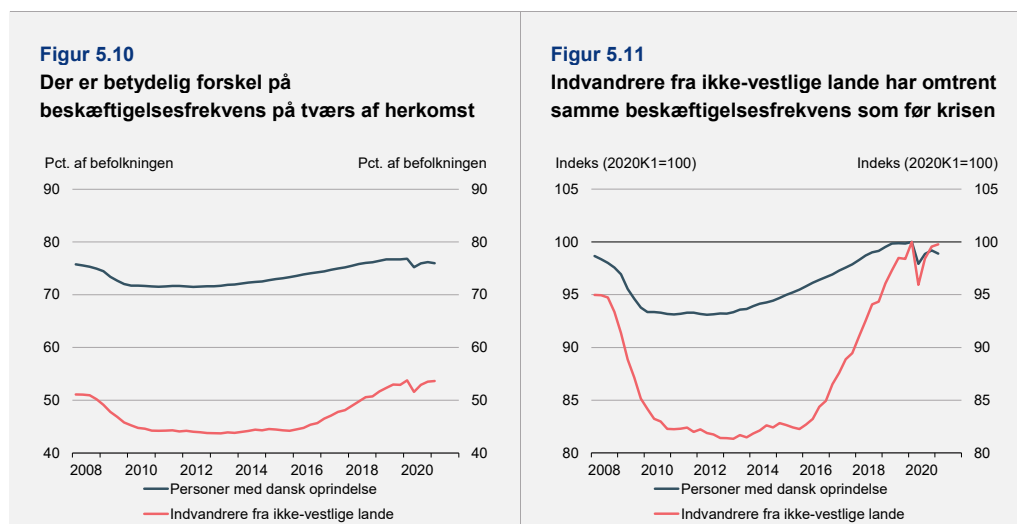 Figur 5.10
Der er betydelig forskel på
beskæftigelsesfrekvens på tværs af herkomst
Pct. af befolkningen Pct. af befolkningen
90 90
80 80
70 70
60 60
50 50
40 40
2008 2010 2012 2014 2016 2018 2020
Personer med dansk oprindelse
Indvandrere fra ikke-vestlige lande
Figur 5.11
Indvandrere fra ikke-vestlige lande har omtrent
samme beskæftigelsesfrekvens som før krisen
Indeks (2020K1=100) Indeks (2020K1=100)
105 105
100 100
95 95
90 90
85 85
80 80
2008 2010 2012 2014 2016 2018 2020
Personer med dansk oprindelse
Indvandrere fra ikke-vestlige lande